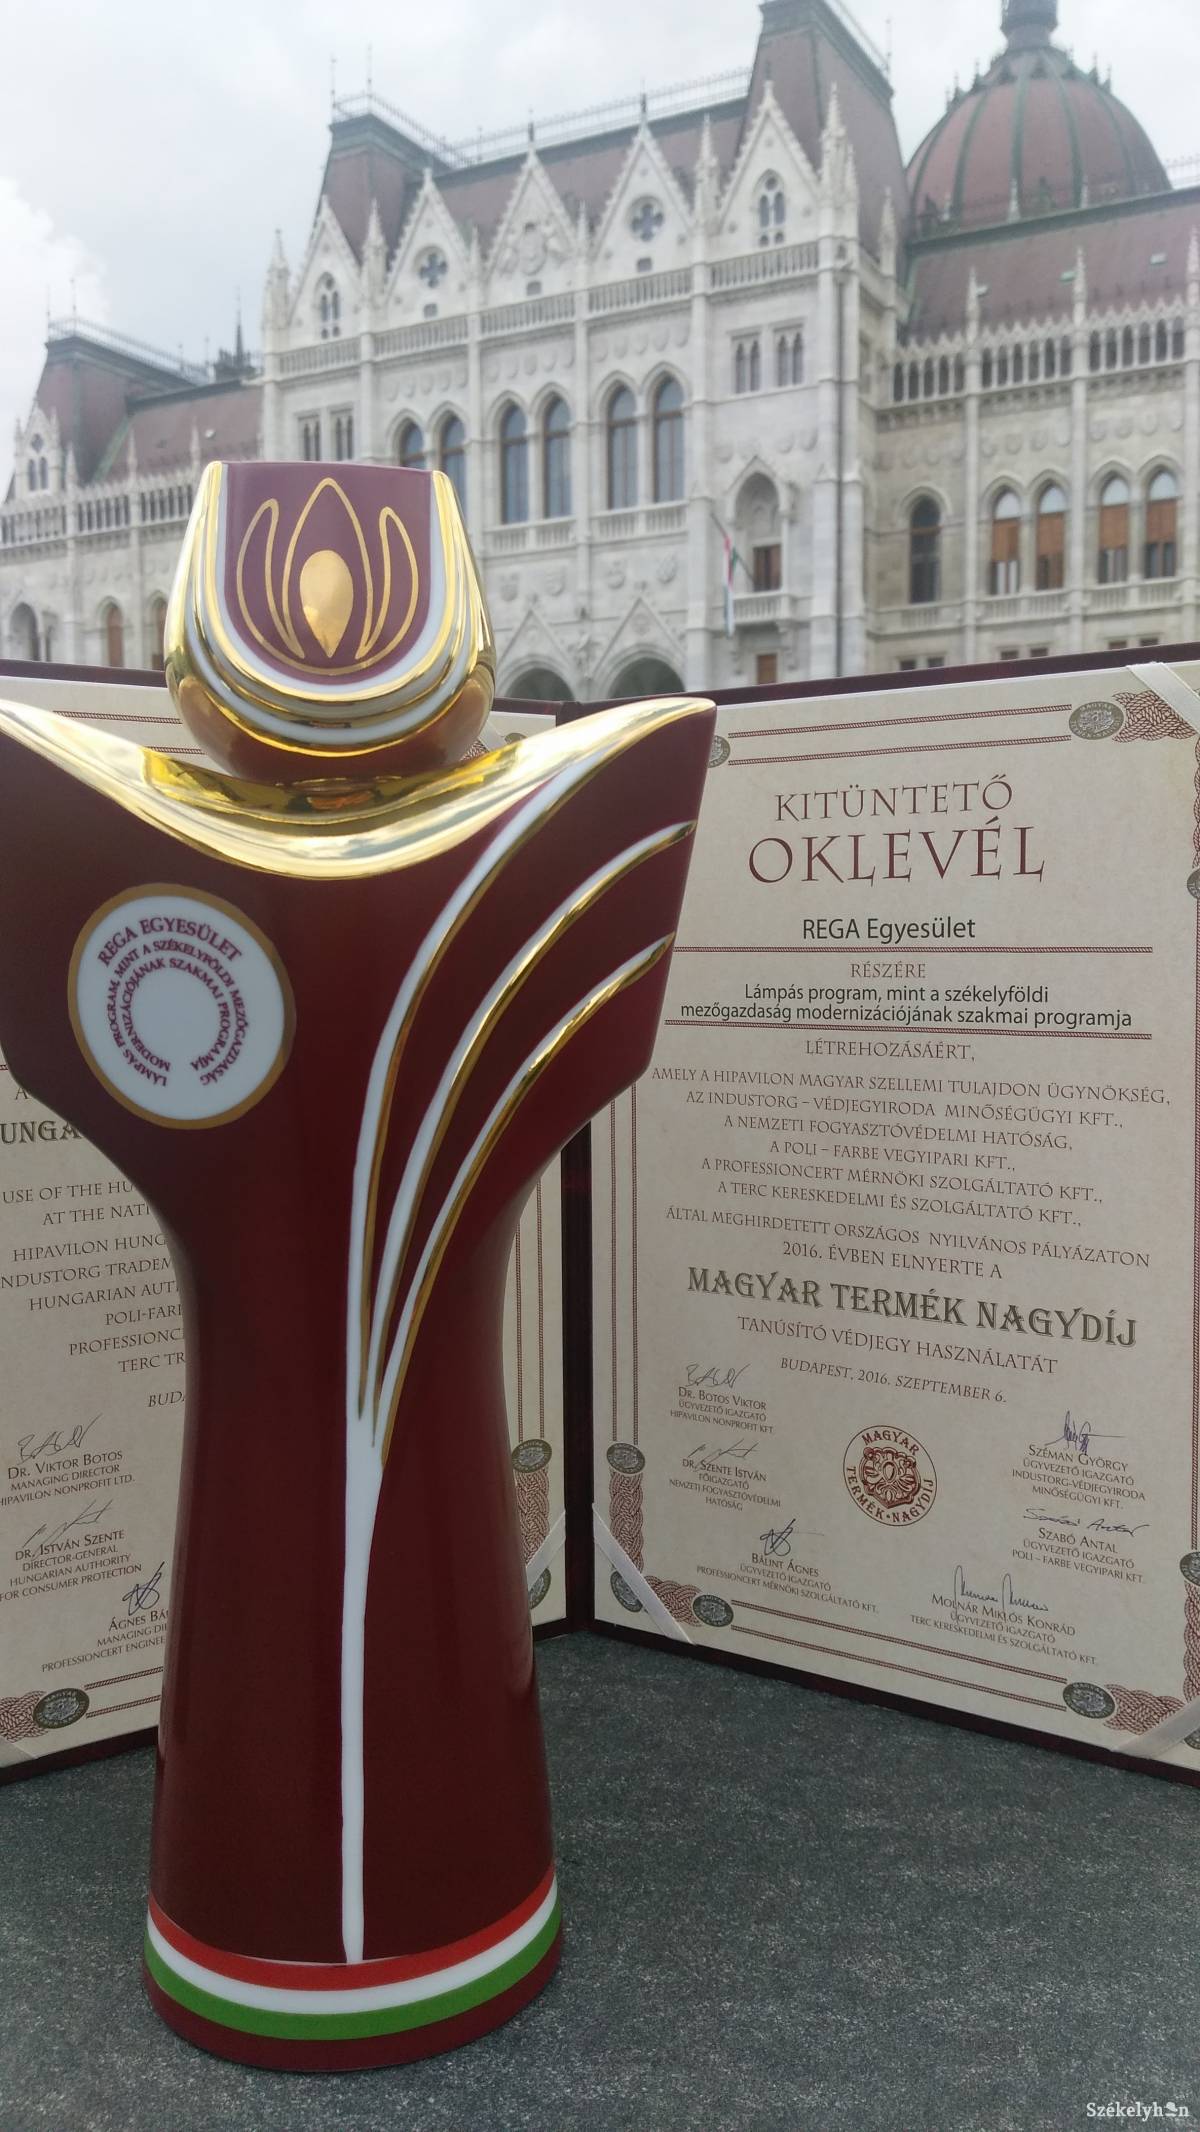 REGA EGYESÜLET
LÁMPÁS PROGRAM, MINT A SZÉKELYFÖLDI MEZŐGAZDASÁG
MODERNIZÁCIÓJÁNAK SZAKMAI PROGRAMJA
UNGA
USE OF THE HU
AT THE NATI
HIPAVILON HUNG
NDUSTORG TRADEM
HUNGARIAN AUT
POLI-FAR
PROFESSIONC
TERC TR
BUDA
DR. VIKTOR BOTOS
MANAGING DIRECTOR
HIPAVILON NONPROFIT LTD.
DR. ISTVÁN SZENTE
DIRECTOR-GENERAL
HUNGARIAN AUTHORITY
FOR CONSUMER PROTECTION
ÁGNES BÁ
MANAGING DI
PROFESSIONCERT ENGINEE
KITÜNTETŐ
OKLEVÉL
REGA Egyesület
RÉSZÉRE
Lámpás program, mint a székelyföldi
mezőgazdaság modernizációjának szakmai programja
LÉTREHOZÁSÁÉRT,
AMELY A HIPAVILON MAGYAR SZELLEMI TULAJDON ÜGYNÖKSÉG,
AZ INDUSTORG – VÉDJEGYIRODA MINŐSÉGÜGYI KFT.,
A NEMZETI FOGYASZTÓVÉDELMI HATÓSÁG,
A POLI – FARBE VEGYIPARI KFT.,
A PROFESSIONCERT MÉRNÖKI SZOLGÁLTATÓ KFT.,
A TERC KERESKEDELMI ÉS SZOLGÁLTATÓ KFT.,
ÁLTAL MEGHIRDETETT ORSZÁGOS NYILVÁNOS PÁLYÁZATON
2016. ÉVBEN ELNYERTE A
MAGYAR TERMÉK NAGYDÍJ
TANÚSÍTÓ VÉDJEGY HASZNÁLATÁT
BUDAPEST, 2016. SZEPTEMBER 6.
DR. BOTOS VIKTOR
ÜGYVEZETŐ IGAZGATÓ
HIPAVILON NONPROFIT KFT.
DR. SZENTE ISTVÁN
FŐIGAZGATÓ
NEMZETI FOGYASZTÓVÉDELMI
HATÓSÁG
BÁLINT ÁGNES
ÜGYVEZETŐ IGAZGATÓ
PROFESSIONCERT MÉRNÖKI SZOLGÁLTATÓ KFT.
MAGYAR
TERMÉK • NAGYDÍJ
SZÉMAN GYÖRGY
ÜGYVEZETŐ IGAZGATÓ
INDUSTORG-VÉDJEGYIRODA
MINŐSÉGÜGYI KFT.
SZABÓ ANTAL
ÜGYVEZETŐ IGAZGATÓ
POLI – FARBE VEGYIPARI KFT.
MOLNÁR MIKLÓS KONRÁD
ÜGYVEZETŐ IGAZGATÓ
TERC KERESKEDELMI ÉS SZOLGÁLTATÓ KFT.
Székelyhon